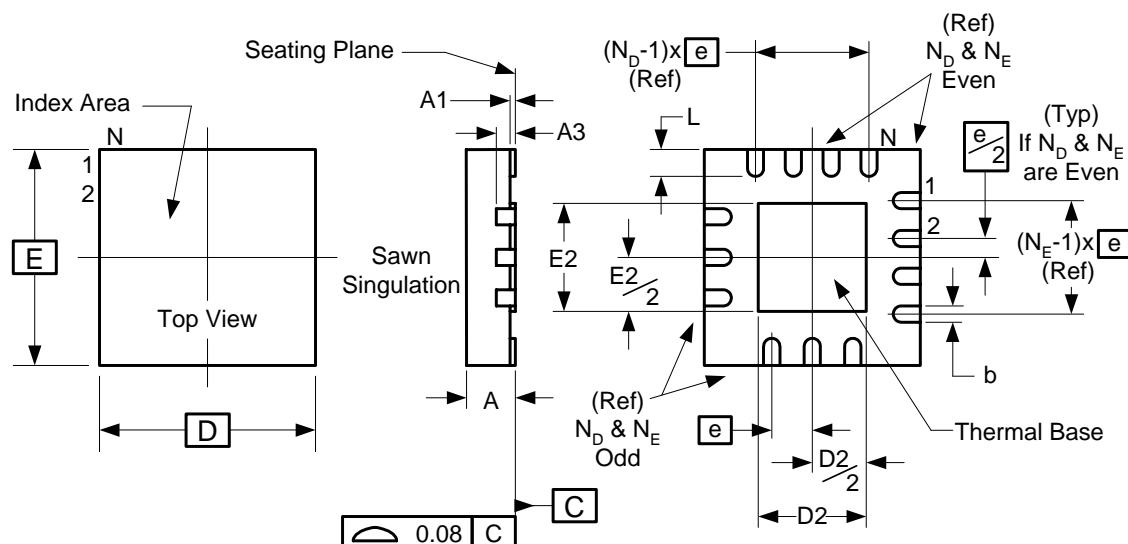 Seating Plane
Index Area
N
1
2
E
Top View
D
A1
A3
Sawn
Singulation
A
C
0.08 C
(N_D-1)x e
(Ref)
(Ref)
N_D & N_E
Even
L
N
e/2
(Typ)
If N_D & N_E
are Even
1
2
(N_E-1)x e
(Ref)
E2
E2/2
b
(Ref)
N_D & N_E
Odd
e
Thermal Base
D2/2
D2